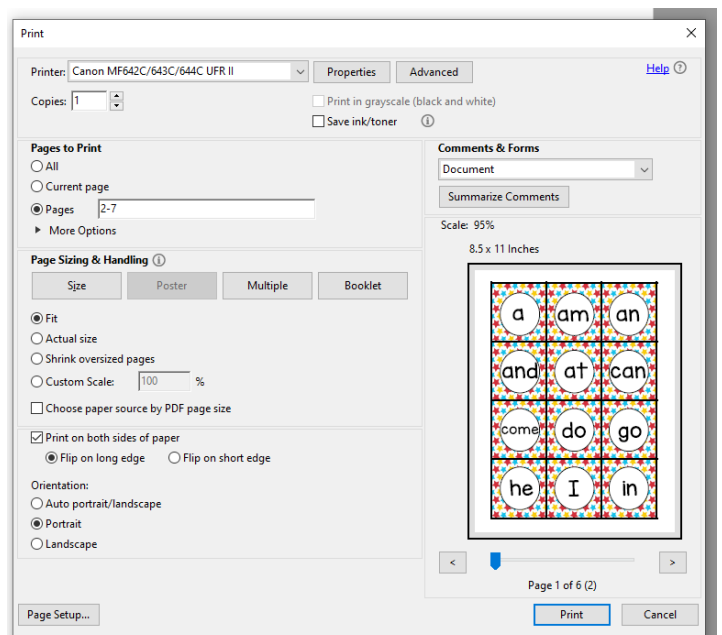 Print
Printer: Canon MF642C/643C/644C UFR II
Properties
Advanced
Help
Copies: 1
Print in grayscale (black and white)
Save ink/toner
Pages to Print
All
Current page
Pages 2-7
More Options
Comments & Forms
Document
Summarize Comments
Page Sizing & Handling
Size
Poster
Multiple
Booklet
Fit
Actual size
Shrink oversized pages
Custom Scale: 100 %
Choose paper source by PDF page size
Print on both sides of paper
Flip on long edge Flip on short edge
Orientation:
Auto portrait/landscape
Portrait
Landscape
Scale: 95%
8.5 x 11 Inches
a am an
and at can
come do go
he I in
< >
Page 1 of 6 (2)
Page Setup...
Print
Cancel